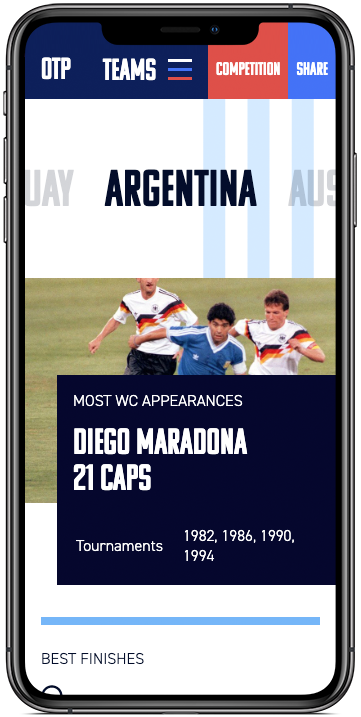 OTP TEAMS COMPETITION SHARE
UAY ARGENTINA AUS
MOST WC APPEARANCES
DIEGO MARADONA
21 CAPS
Tournaments 1982, 1986, 1990,
1994
BEST FINISHES